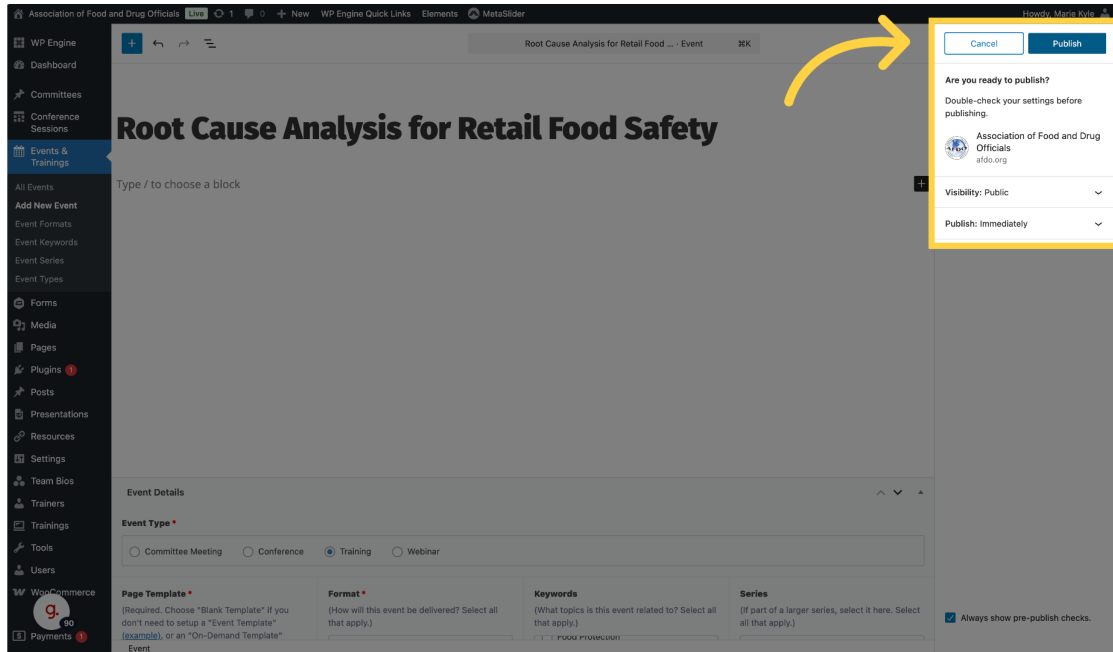 Association of Food and Drug Officials Live 1 0 + New WP Engine Quick Links Elements MetaSlider Howdy, Marie Kyle
WP Engine
Dashboard
Committees
Conference
Sessions
Events &
Trainings
All Events
Add New Event
Event Formats
Event Keywords
Event Series
Event Types
Forms
Media
Pages
Plugins 1
Posts
Presentations
Resources
Settings
Team Bios
Trainers
Trainings
Tools
Users
WooCommerce
g.
90
Payments 1
Root Cause Analysis for Retail Food ... · Event ⌘K
Root Cause Analysis for Retail Food Safety
Type / to choose a block
Event Details
Event Type *
Committee Meeting Conference Training Webinar
Page Template *
(Required. Choose "Blank Template" If you
don't need to setup a "Event Template"
(example), or an "On-Demand Template"
Format *
(How will this event be delivered? Select all
that apply.)
Keywords
(What topics is this event related to? Select all
that apply.)
Food Protection
Series
(If part of a larger series, select it here. Select
all that apply.)
Event
Cancel Publish
Are you ready to publish?
Double-check your settings before
publishing.
AFDO
Association of Food and Drug
Officials
afdo.org
Visibility: Public
Publish: Immediately
Always show pre-publish checks.